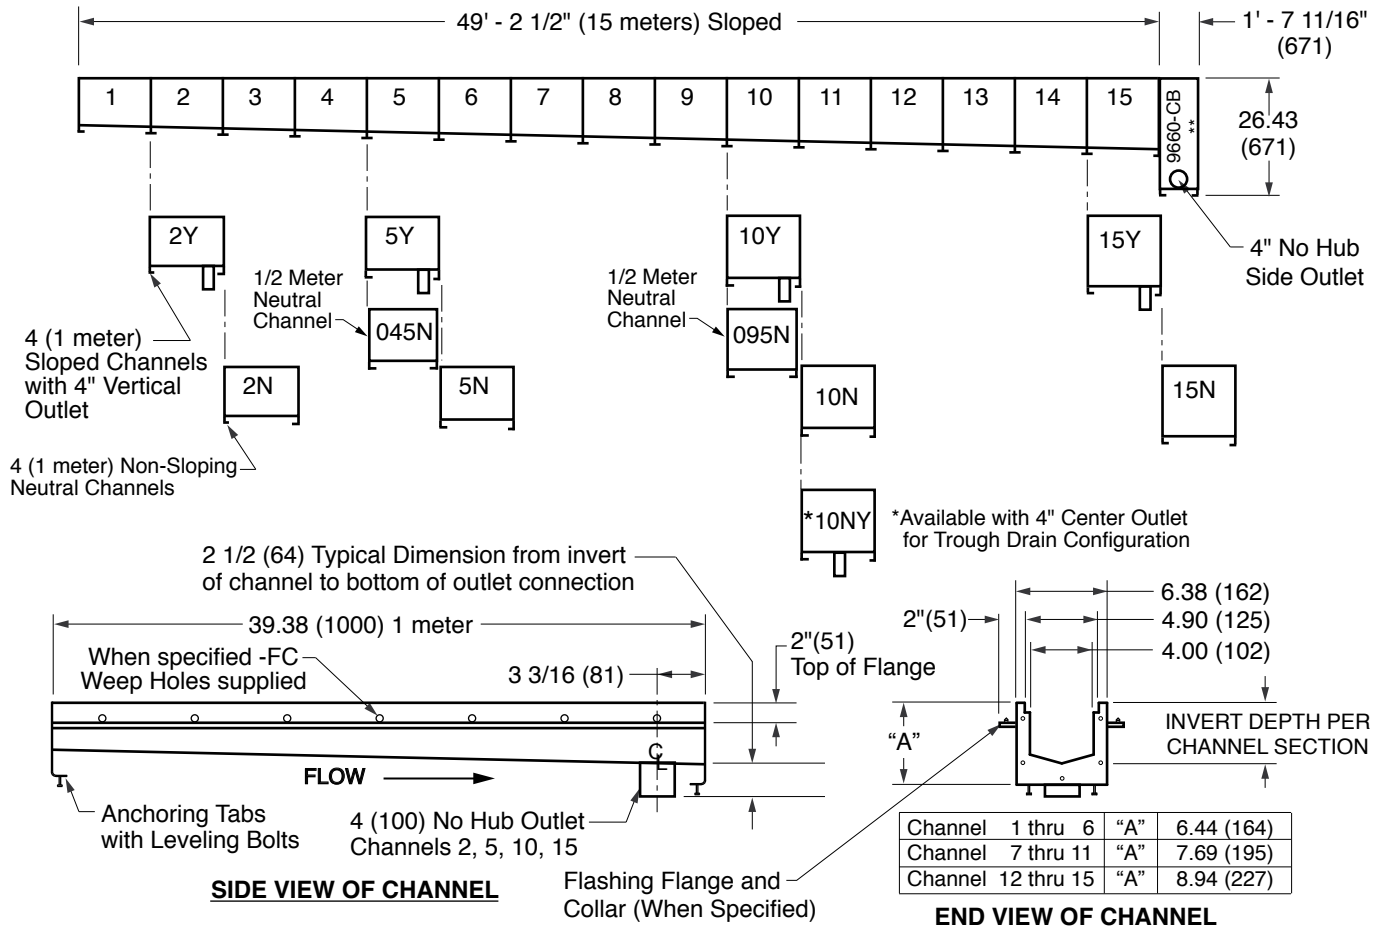 49' - 2 1/2" (15 meters) Sloped
1' - 7 11/16"
(671)
1 2 3 4 5 6 7 8 9 10 11 12 13 14 15
9660-CB
**
26.43
(671)
4" No Hub
Side Outlet
2Y
5Y
10Y
15Y
1/2 Meter
Neutral
Channel
045N
1/2 Meter
Neutral
Channel
095N
4 (1 meter)
Sloped Channels
with 4" Vertical
Outlet
2N
5N
10N
15N
4 (1 meter) Non-Sloping
Neutral Channels
*10NY
*Available with 4" Center Outlet
for Trough Drain Configuration
2 1/2 (64) Typical Dimension from invert
of channel to bottom of outlet connection
39.38 (1000) 1 meter
When specified -FC
Weep Holes supplied
3 3/16 (81)
2"(51)
Top of Flange
CL
FLOW
Anchoring Tabs
with Leveling Bolts
4 (100) No Hub Outlet
Channels 2, 5, 10, 15
SIDE VIEW OF CHANNEL
6.38 (162)
2"(51)
4.90 (125)
4.00 (102)
“A”
INVERT DEPTH PER
CHANNEL SECTION
Flashing Flange and
Collar (When Specified)
Channel 1 thru 6 “A” 6.44 (164)
Channel 7 thru 11 “A” 7.69 (195)
Channel 12 thru 15 “A” 8.94 (227)
END VIEW OF CHANNEL